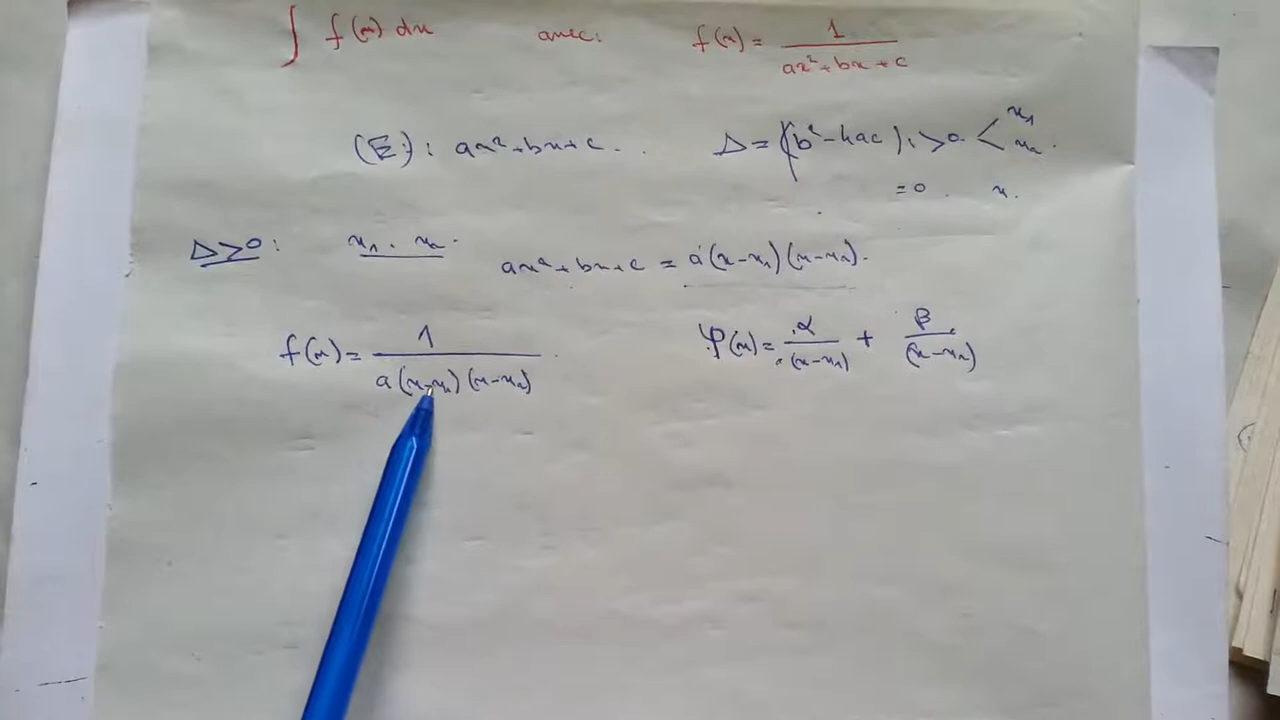 ∫ f(x) dx avec: f(x) = 1/(ax²+bx+c)
(E): ax²+bx+c. Δ = (b²-4ac): >0 < x₁ x₂.
=0. x.
Δ>0: x₁. x₂.
ax²+bx+c = a(x-x₁)(x-x₂).
f(x) = 1/(a(x-x₁)(x-x₂)) φ(x) = α/(x-x₁) + β/(x-x₂)